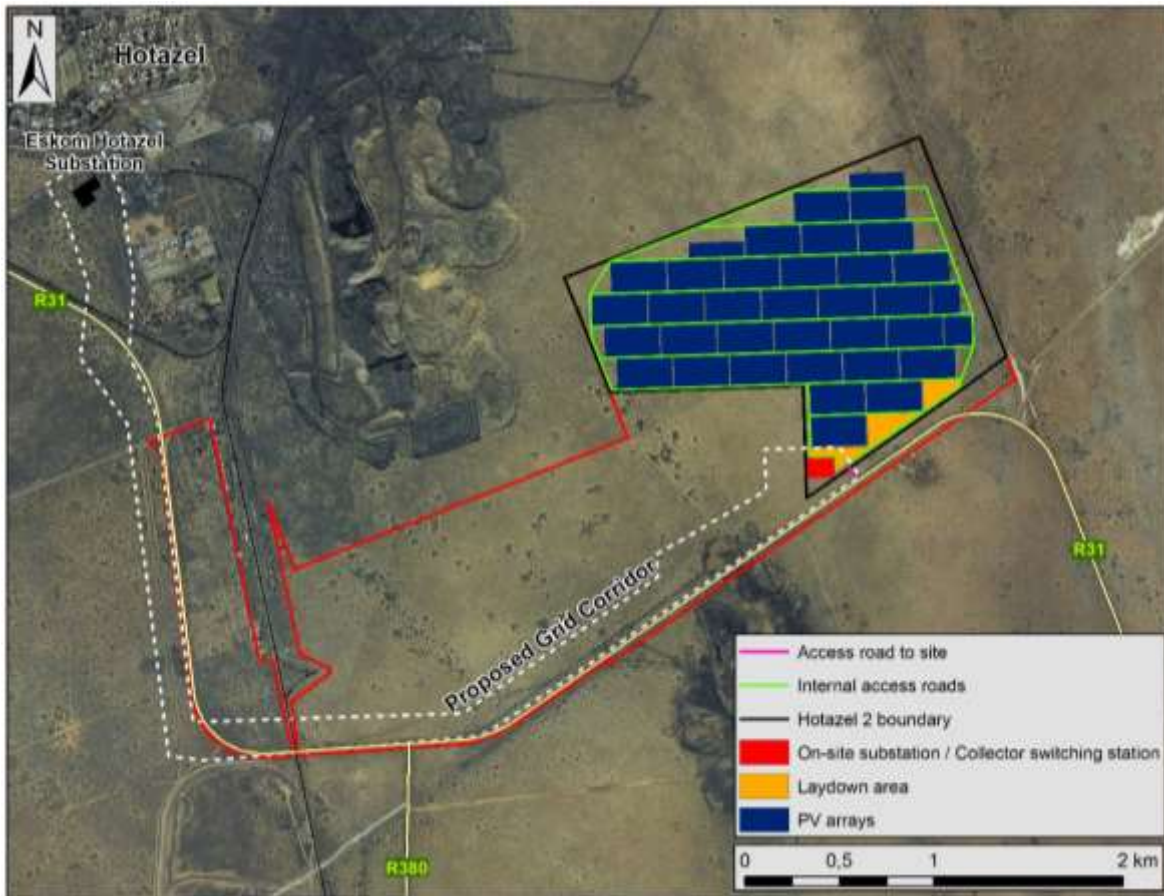 N
Hotazel
Eskom Hotazel
Substation
R31
Proposed Grid Corridor
R31
R380
Access road to site
Internal access roads
Hotazel 2 boundary
On-site substation / Collector switching station
Laydown area
PV arrays
0 0,5 1 2 km